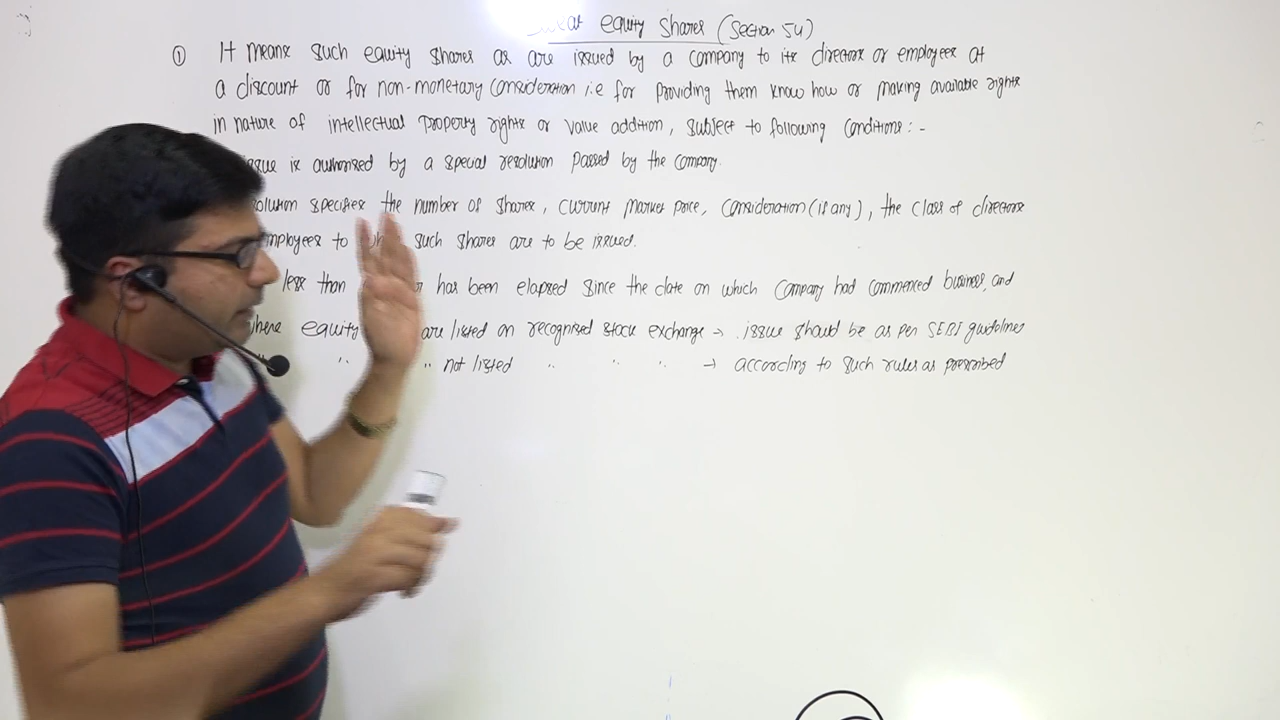 equity shares (Section 54)
① It means such equity shares as are issued by a company to its directors or employees at
a discount or for non-monetary consideration i.e for providing them know how or making available rights
in nature of intellectual property rights or value addition, subject to following conditions:-
issue is authorised by a special resolution passed by the company.
specifies the number of shares, current market price, consideration (if any), the class of directors
employees to such shares are to be issued.
less than has been elapsed since the date on which company had commenced business, and
where equity are listed on recognised stock exchange → issue should be as per SEBI guidelines
" " " not listed " " " → according to such rules as prescribed